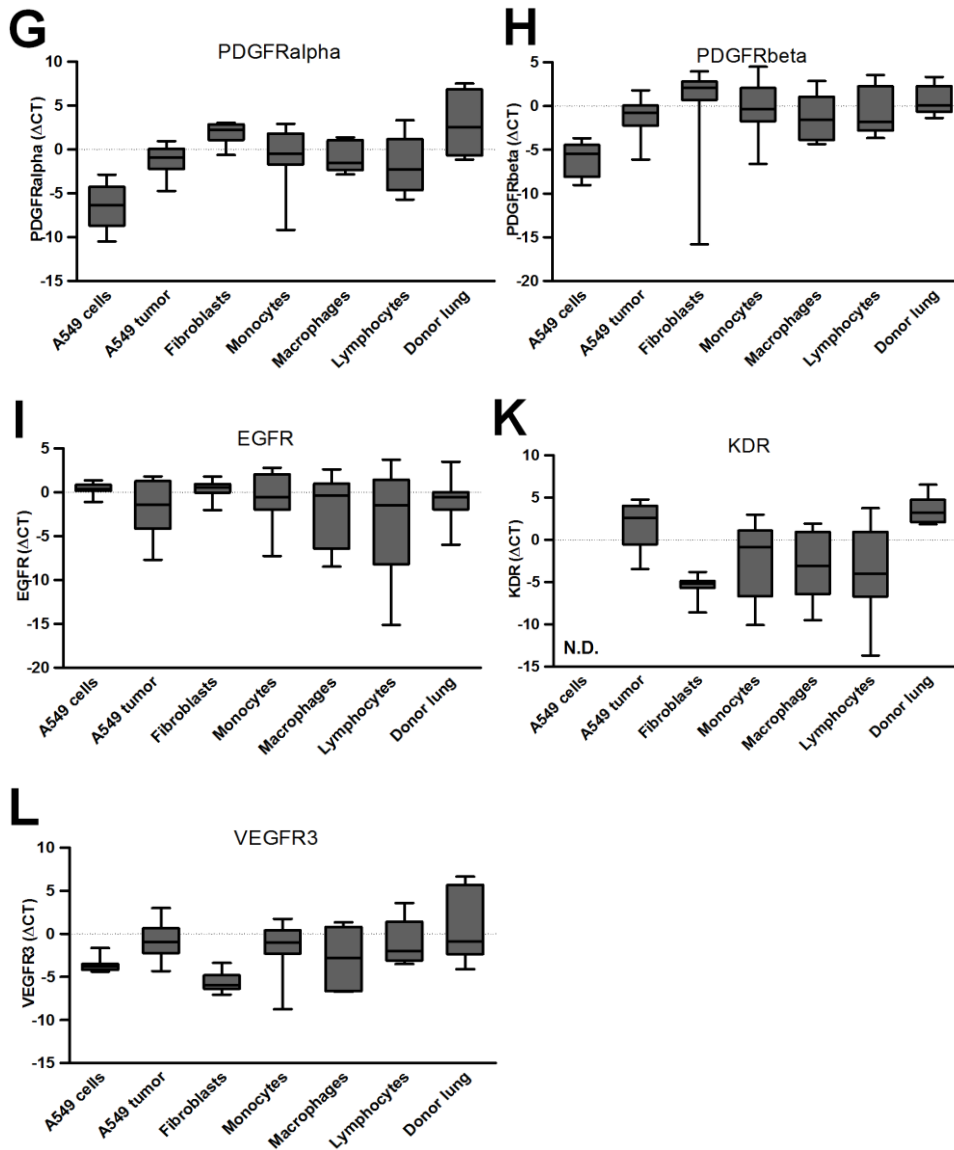 G
PDGFRalpha
PDGFRalpha (ΔCT)
10
5
0
-5
-10
-15
A549 cells
A549 tumor
Fibroblasts
Monocytes
Macrophages
Lymphocytes
Donor lung
H
PDGFRbeta
PDGFRbeta (ΔCT)
5
0
-5
-10
-15
-20
A549 cells
A549 tumor
Fibroblasts
Monocytes
Macrophages
Lymphocytes
Donor lung
I
EGFR
EGFR (ΔCT)
5
0
-5
-10
-15
-20
A549 cells
A549 tumor
Fibroblasts
Monocytes
Macrophages
Lymphocytes
Donor lung
K
KDR
KDR (ΔCT)
10
5
0
-5
-10
-15
N.D.
A549 cells
A549 tumor
Fibroblasts
Monocytes
Macrophages
Lymphocytes
Donor lung
L
VEGFR3
VEGFR3 (ΔCT)
10
5
0
-5
-10
-15
A549 cells
A549 tumor
Fibroblasts
Monocytes
Macrophages
Lymphocytes
Donor lung